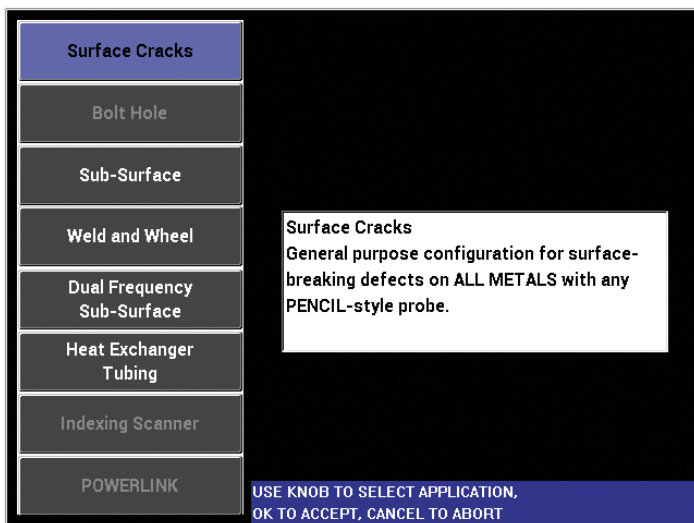 Surface Cracks
Bolt Hole
Sub-Surface
Weld and Wheel
Dual Frequency
Sub-Surface
Heat Exchanger
Tubing
Indexing Scanner
POWERLINK
Surface Cracks
General purpose configuration for surface-
breaking defects on ALL METALS with any
PENCIL-style probe.
USE KNOB TO SELECT APPLICATION,
OK TO ACCEPT, CANCEL TO ABORT